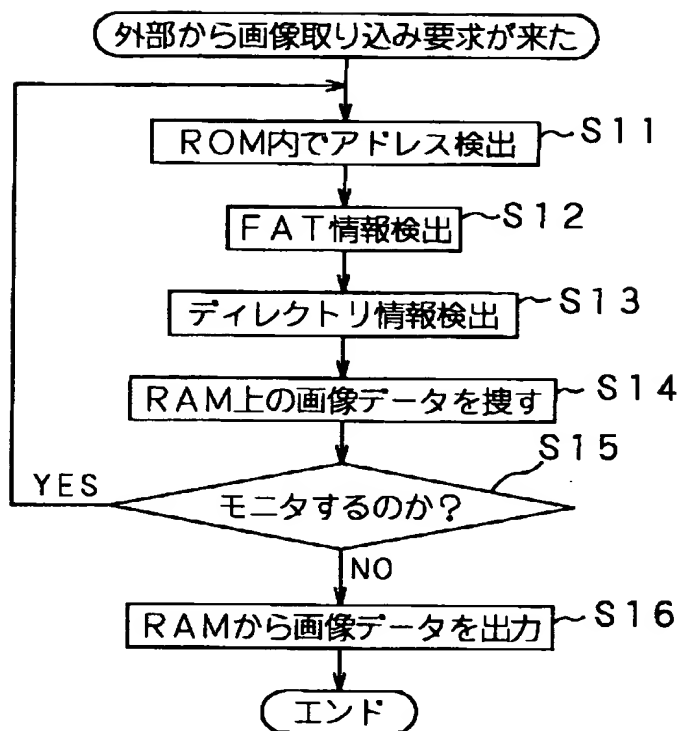 外部から画像取り込み要求が来た
ROM内でアドレス検出
S11
FAT情報検出
S12
ディレクトリ情報検出
S13
RAM上の画像データを捜す
S14
S15
YES
モニタするのか?
NO
RAMから画像データを出力
S16
エンド